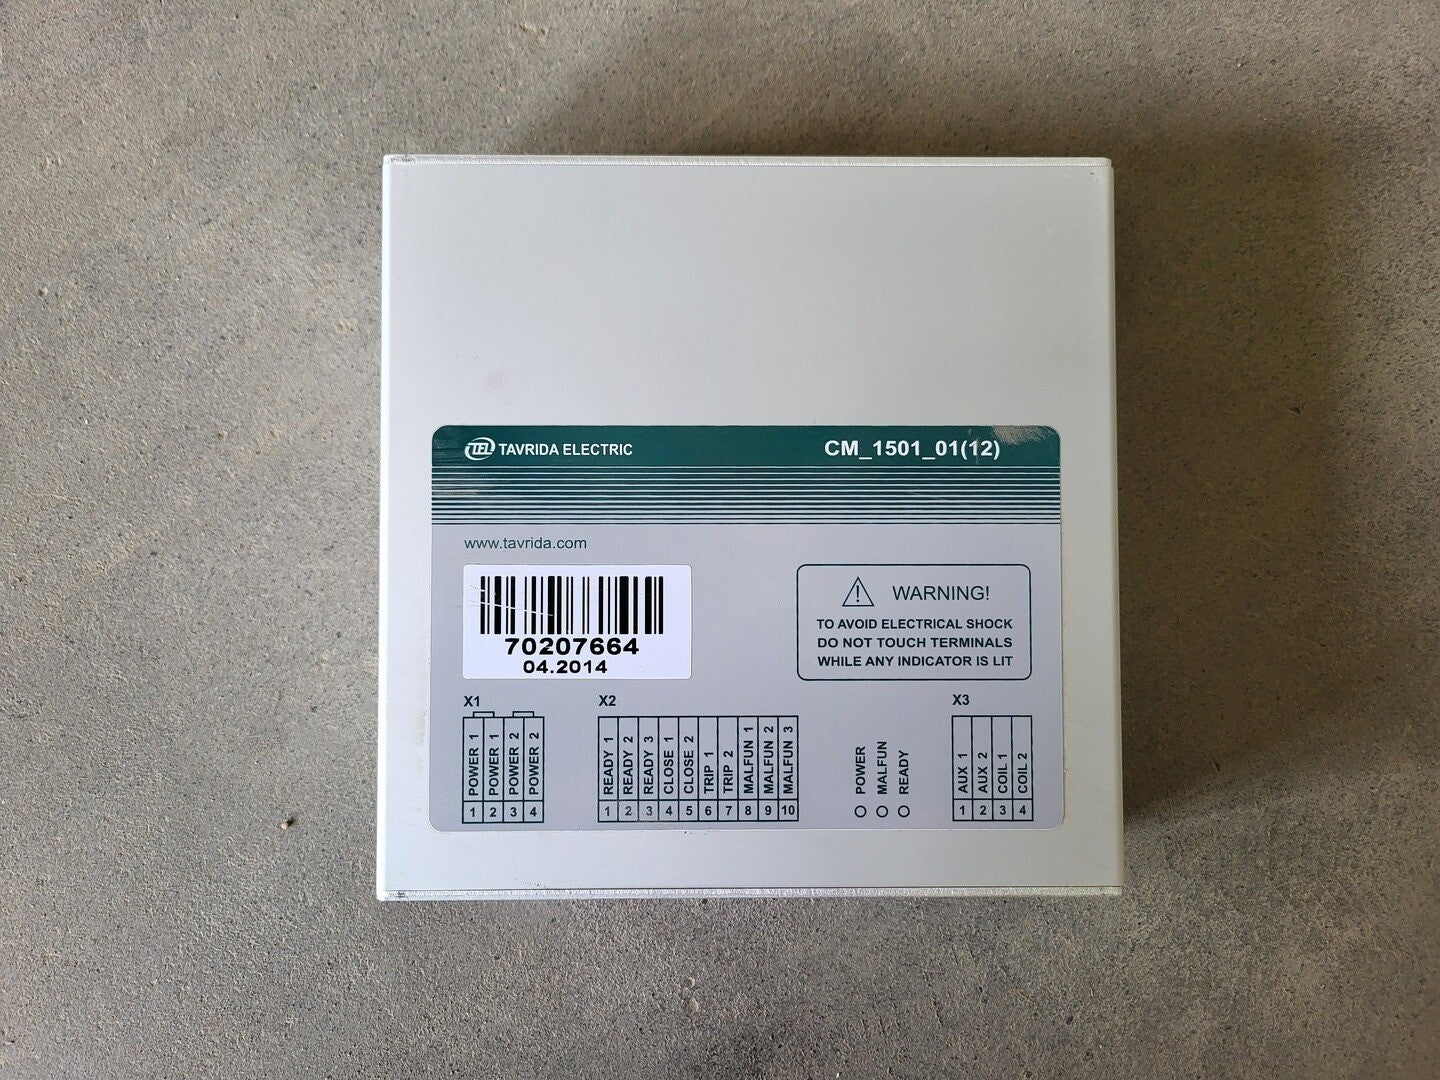 TEL TAVRIDA ELECTRIC CM_1501_01(12)
www.tavrida.com
70207664
04.2014
WARNING!
TO AVOID ELECTRICAL SHOCK
DO NOT TOUCH TERMINALS
WHILE ANY INDICATOR IS LIT
X1
POWER 1
POWER 1
POWER 2
POWER 2
1 2 3 4
X2
READY 1
READY 2
READY 3
CLOSE 1
CLOSE 2
TRIP 1
TRIP 2
MALFUN 1
MALFUN 2
MALFUN 3
1 2 3 4 5 6 7 8 9 10
POWER
MALFUN
READY
X3
AUX 1
AUX 2
COIL 1
COIL 2
1 2 3 4